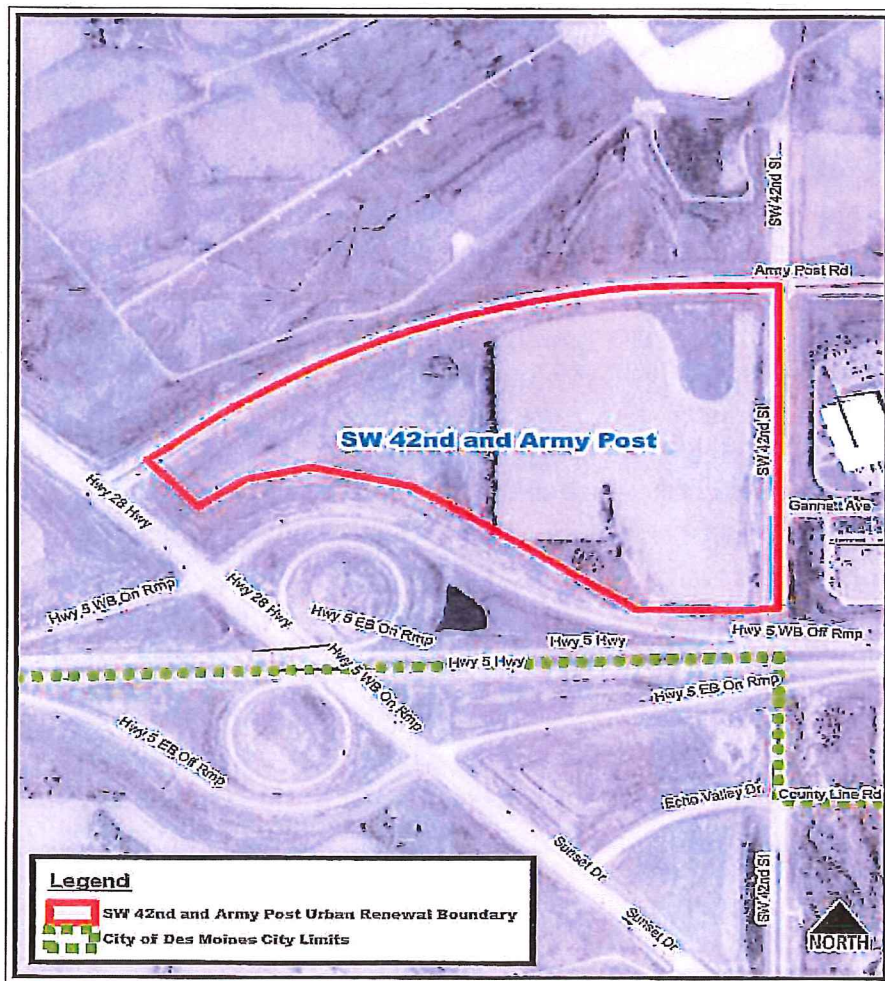 SW 42nd St
Army Post Rd
SW 42nd and Army Post
SW 42nd St
Hwy 28 Hwy
Gannett Ave
Hwy 5 WB On Rmp
Hwy 28 Hwy
Hwy 5 EB On Rmp
Hwy 5 WB Off Rmp
Hwy 5 Hwy
Hwy 5 Hwy
Hwy 5 WB On Rmp
Hwy 5 EB On Rmp
Hwy 5 EB Off Rmp
Echo Valley Dr
County Line Rd
Sunset Dr
SW 42nd St
Sunset Dr
Legend
SW 42nd and Army Post Urban Renewal Boundary
City of Des Moines City Limits
NORTH